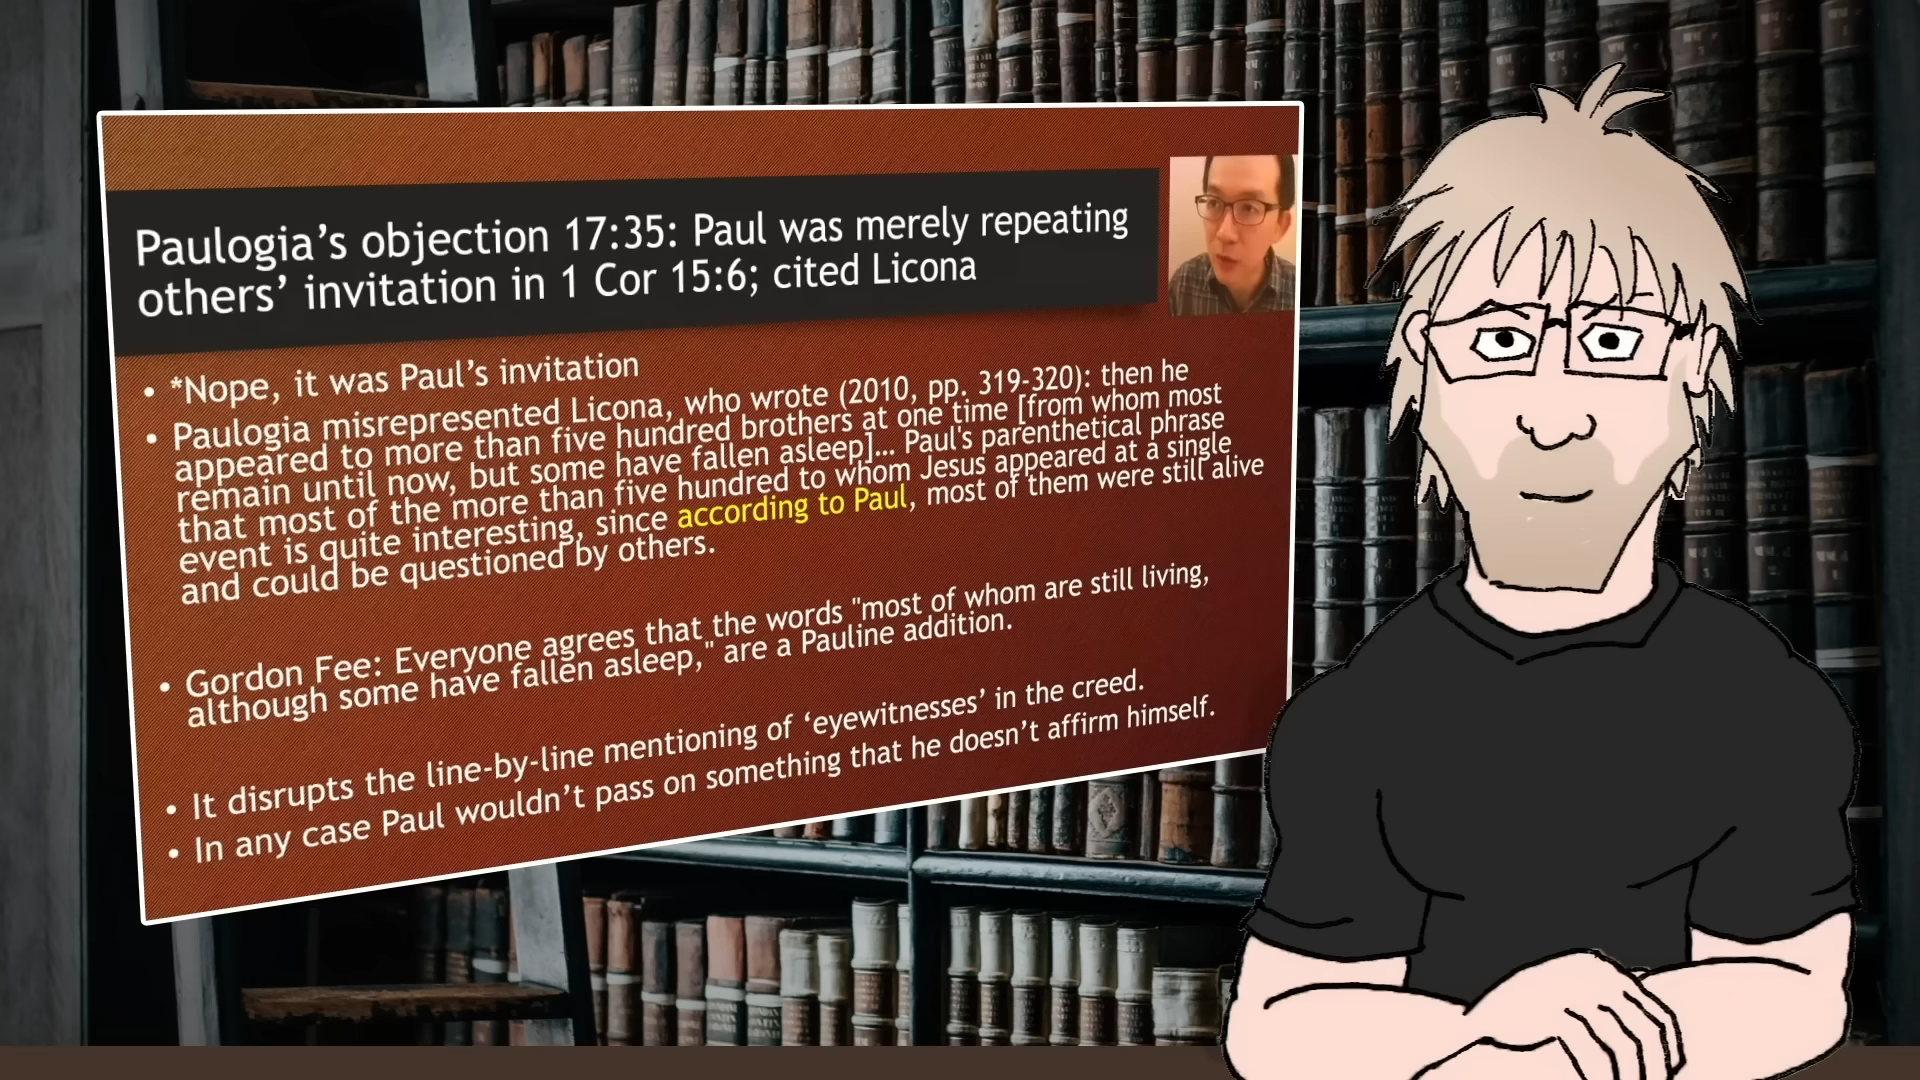 Paulogia's objection 17:35: Paul was merely repeating
others' invitation in 1 Cor 15:6; cited Licona
• *Nope, it was Paul's invitation
• Paulogia misrepresented Licona, who wrote (2010, pp. 319-320): then he
appeared to more than five hundred brothers at one time [from whom most
remain until now, but some have fallen asleep]... Paul's parenthetical phrase
that most of the more than five hundred to whom Jesus appeared at a single
event is quite interesting, since according to Paul, most of them were still alive
and could be questioned by others.
• Gordon Fee: Everyone agrees that the words "most of whom are still living,
although some have fallen asleep," are a Pauline addition.
• It disrupts the line-by-line mentioning of 'eyewitnesses' in the creed.
• In any case Paul wouldn't pass on something that he doesn't affirm himself.